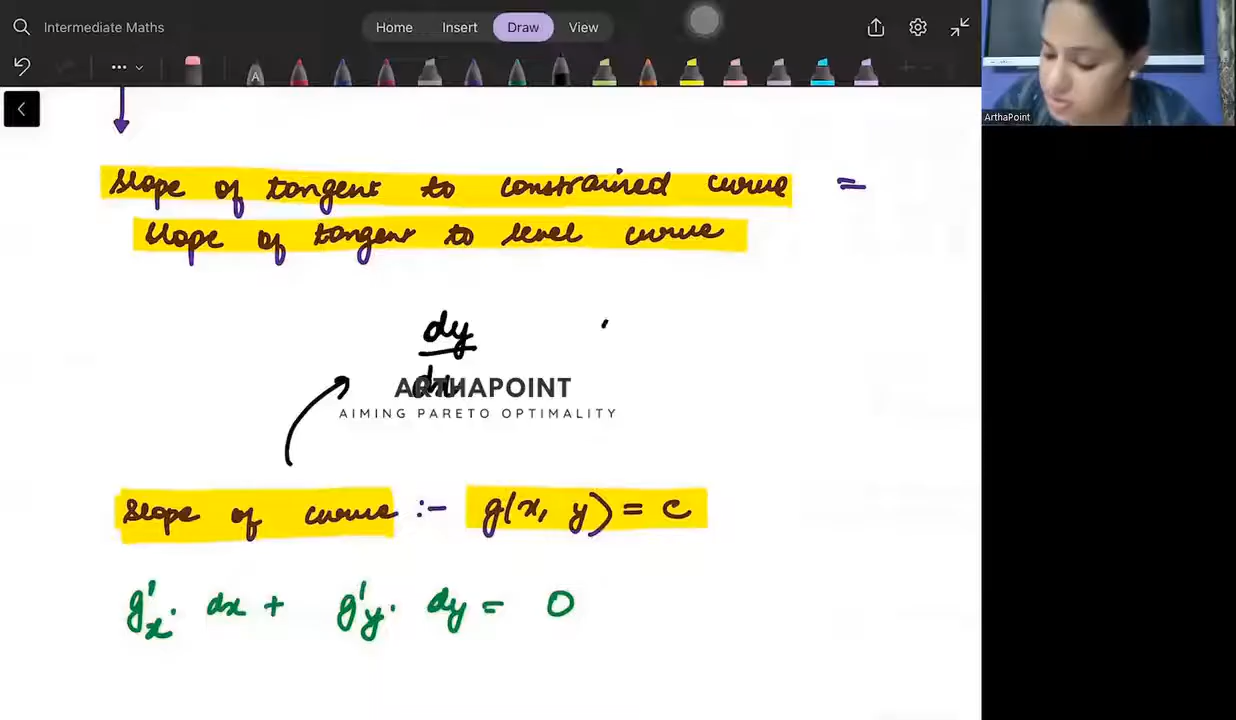 Intermediate Maths
Home Insert Draw View
A
ArthaPoint
Slope of tangent to constrained curve =
slope of tangent to level curve
dy
dx
ARTHAPOINT
AIMING PARETO OPTIMALITY
Slope of curve :- g(x, y) = c
g'x · dx + g'y · dy = 0